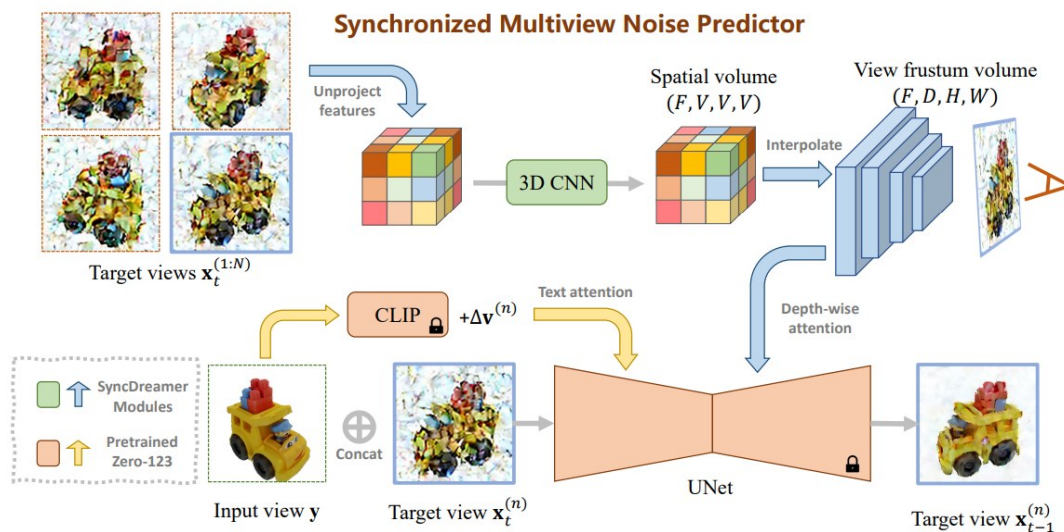 Synchronized Multiview Noise Predictor
Unproject
features
Spatial volume
(F, V, V, V)
View frustum volume
(F, D, H, W)
3D CNN
Interpolate
Target views x_t^{(1:N)}
CLIP
+Δv^{(n)}
Text attention
Depth-wise
attention
SyncDreamer
Modules
Pretrained
Zero-123
Concat
UNet
Input view y
Target view x_t^{(n)}
Target view x_{t−1}^{(n)}